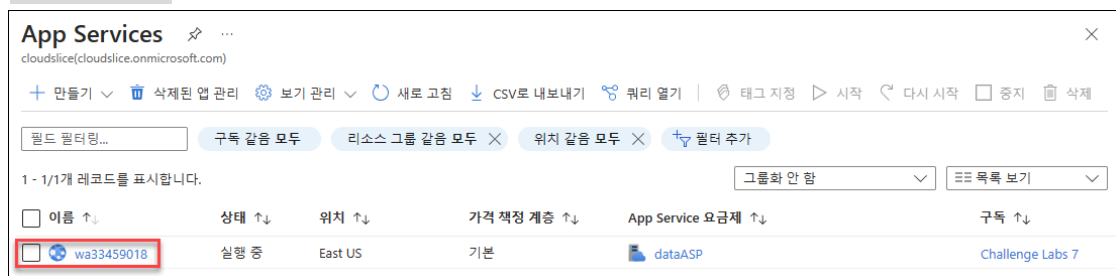 App Services ...
cloudslice(cloudslice.onmicrosoft.com)
만들기 삭제된 앱 관리 보기 관리 새로 고침 CSV로 내보내기 쿼리 열기 태그 지정 시작 다시 시작 중지 삭제
필드 필터링... 구독 같음 모두 리소스 그룹 같음 모두 위치 같음 모두 필터 추가
1 - 1/1개 레코드를 표시합니다. 그룹화 안 함 목록 보기
이름 상태 위치 가격 책정 계층 App Service 요금제 구독
wa33459018 실행 중 East US 기본 dataASP Challenge Labs 7